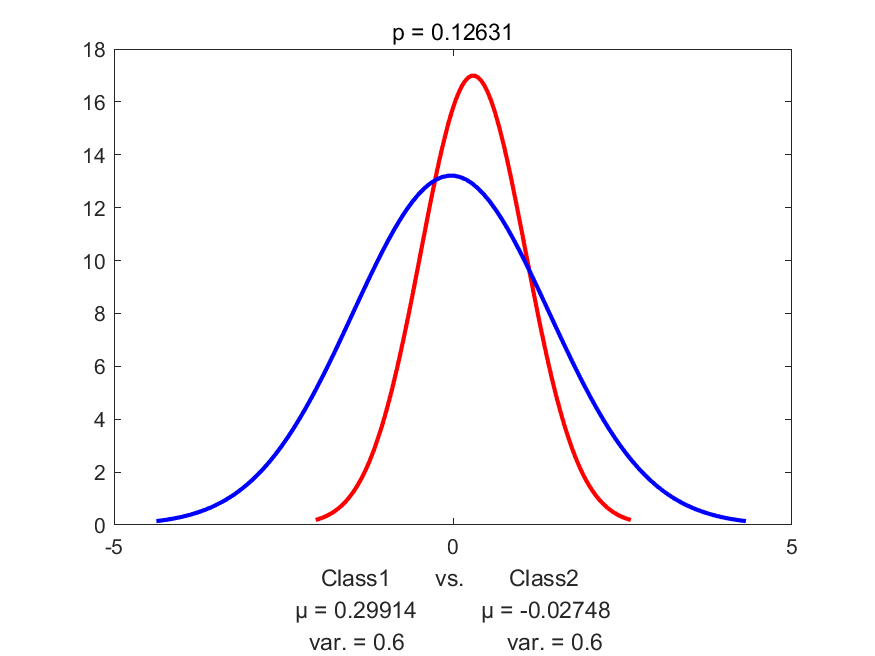 p = 0.12631
18
16
14
12
10
8
6
4
2
0
-5 0 5
Class1 vs. Class2
μ = 0.29914 μ = -0.02748
var. = 0.6 var. = 0.6